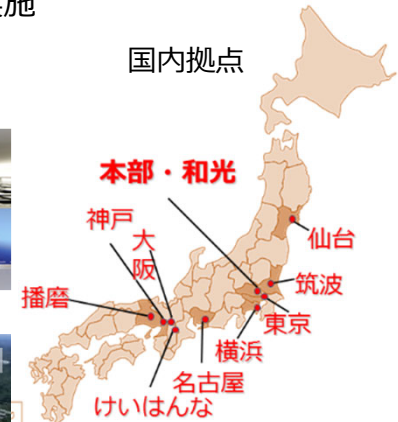 施
国内拠点
本部・和光
神戸
大
阪
仙台
播磨
筑波
東京
横浜
名古屋
けいはんな